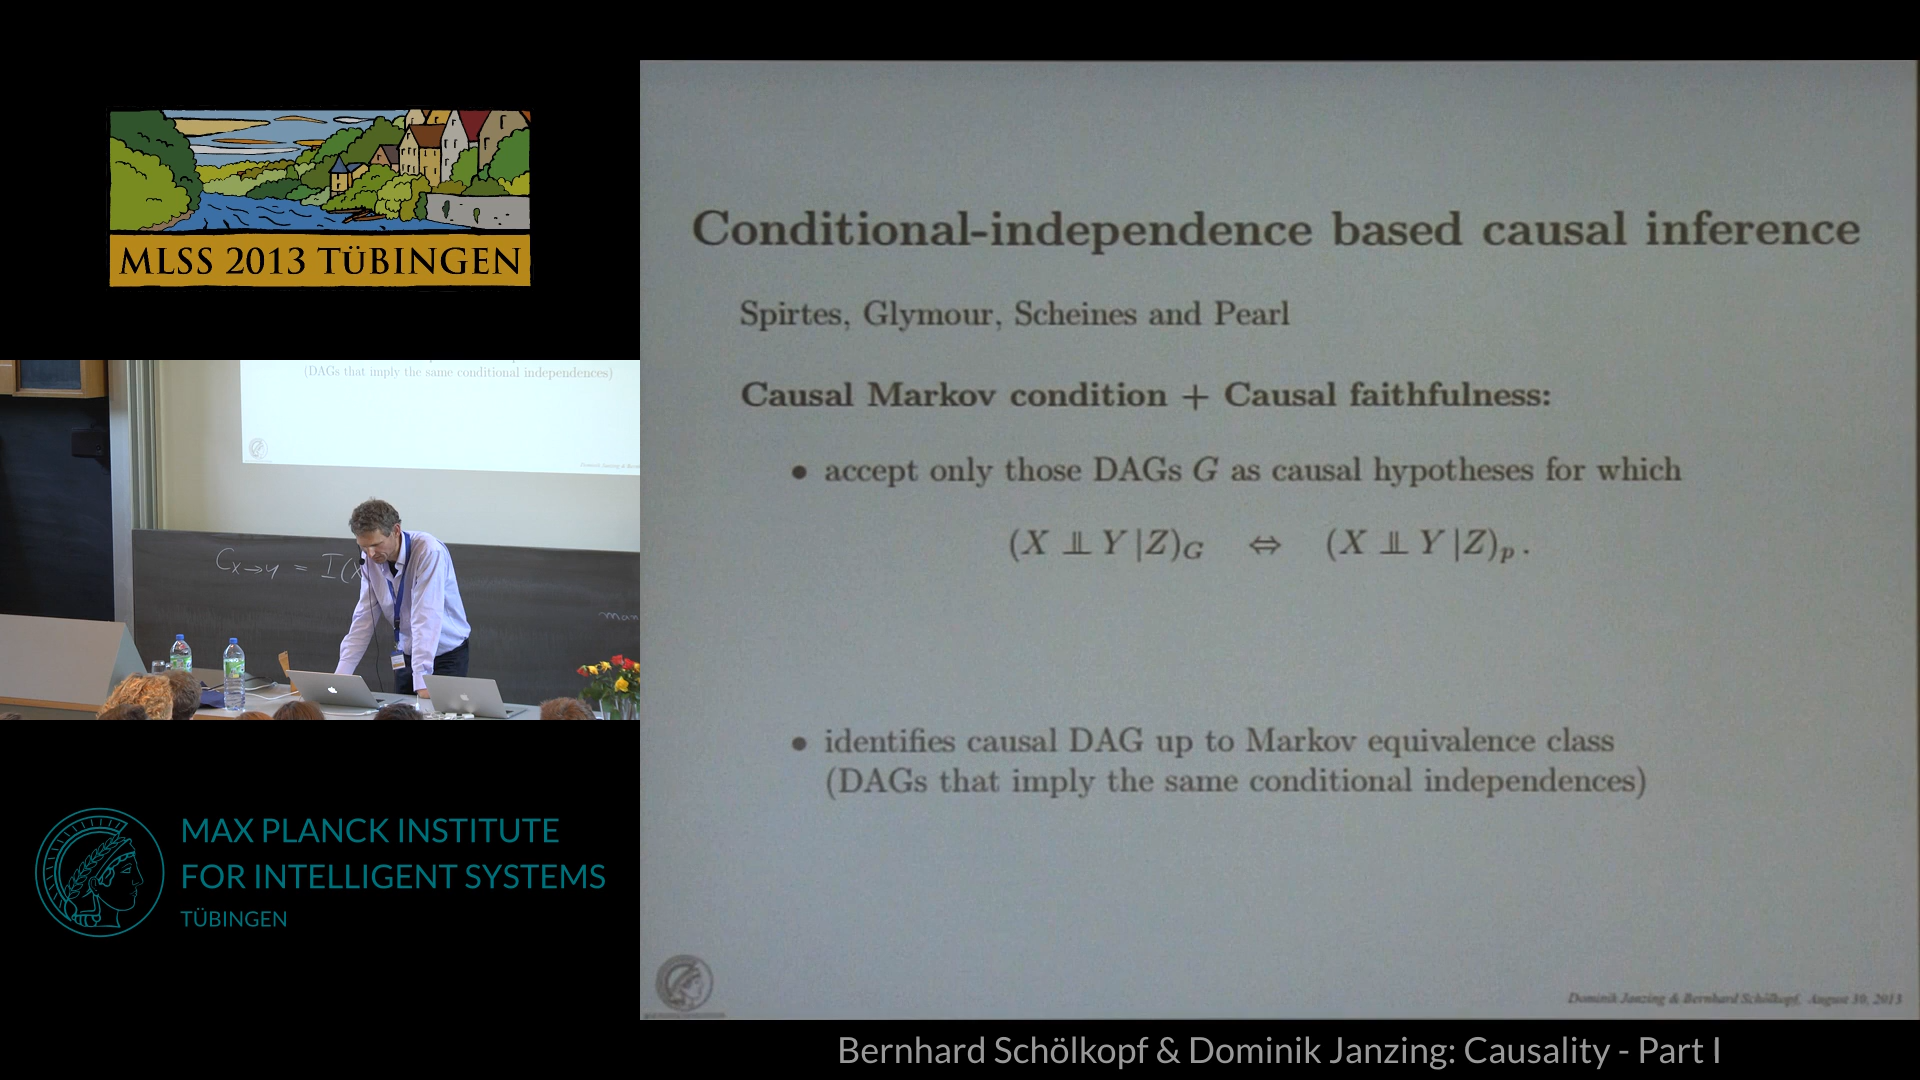 MLSS 2013 TÜBINGEN
(DAGs that imply the same conditional independences)
C_{X→Y} = I(X
MAX PLANCK INSTITUTE
FOR INTELLIGENT SYSTEMS
TÜBINGEN
Conditional-independence based causal inference
Spirtes, Glymour, Scheines and Pearl
Causal Markov condition + Causal faithfulness:
• accept only those DAGs G as causal hypotheses for which
(X ⫫ Y |Z)_G ⇔ (X ⫫ Y |Z)_p .
• identifies causal DAG up to Markov equivalence class
(DAGs that imply the same conditional independences)
Dominik Janzing & Bernhard Schölkopf, August 30, 2013
Bernhard Schölkopf & Dominik Janzing: Causality - Part I